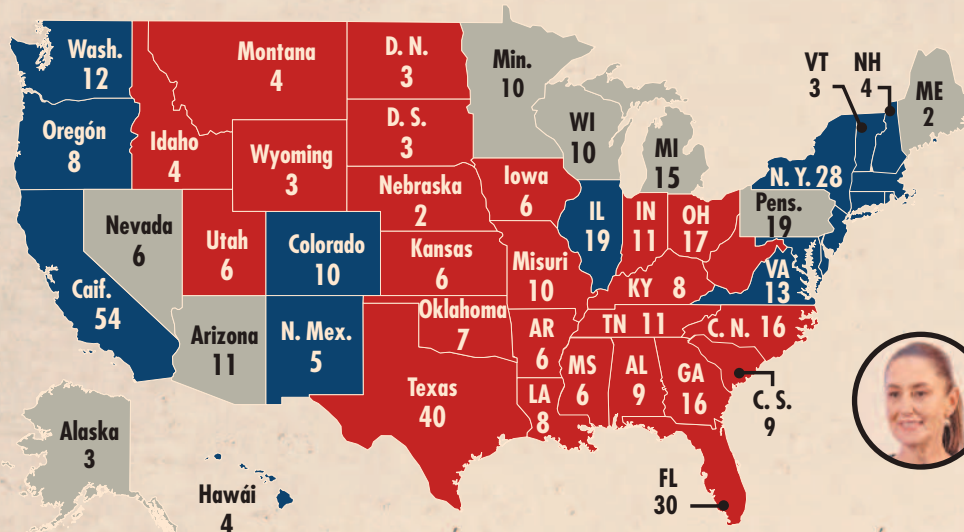 Wash.
12
Oregón
8
Caif.
54
Nevada
6
Idaho
4
Montana
4
Wyoming
3
Utah
6
Arizona
11
Colorado
10
N. Mex.
5
D. N.
3
D. S.
3
Nebraska
2
Kansas
6
Oklahoma
7
Texas
40
Min.
10
Iowa
6
Misuri
10
AR
6
LA
8
WI
10
IL
19
MI
15
IN
11
OH
17
KY 8
TN 11
MS
6
AL
9
GA
16
FL
30
C. S.
9
C. N. 16
VA
13
Pens.
19
N. Y. 28
VT
3
NH
4
ME
2
Alaska
3
Hawái
4